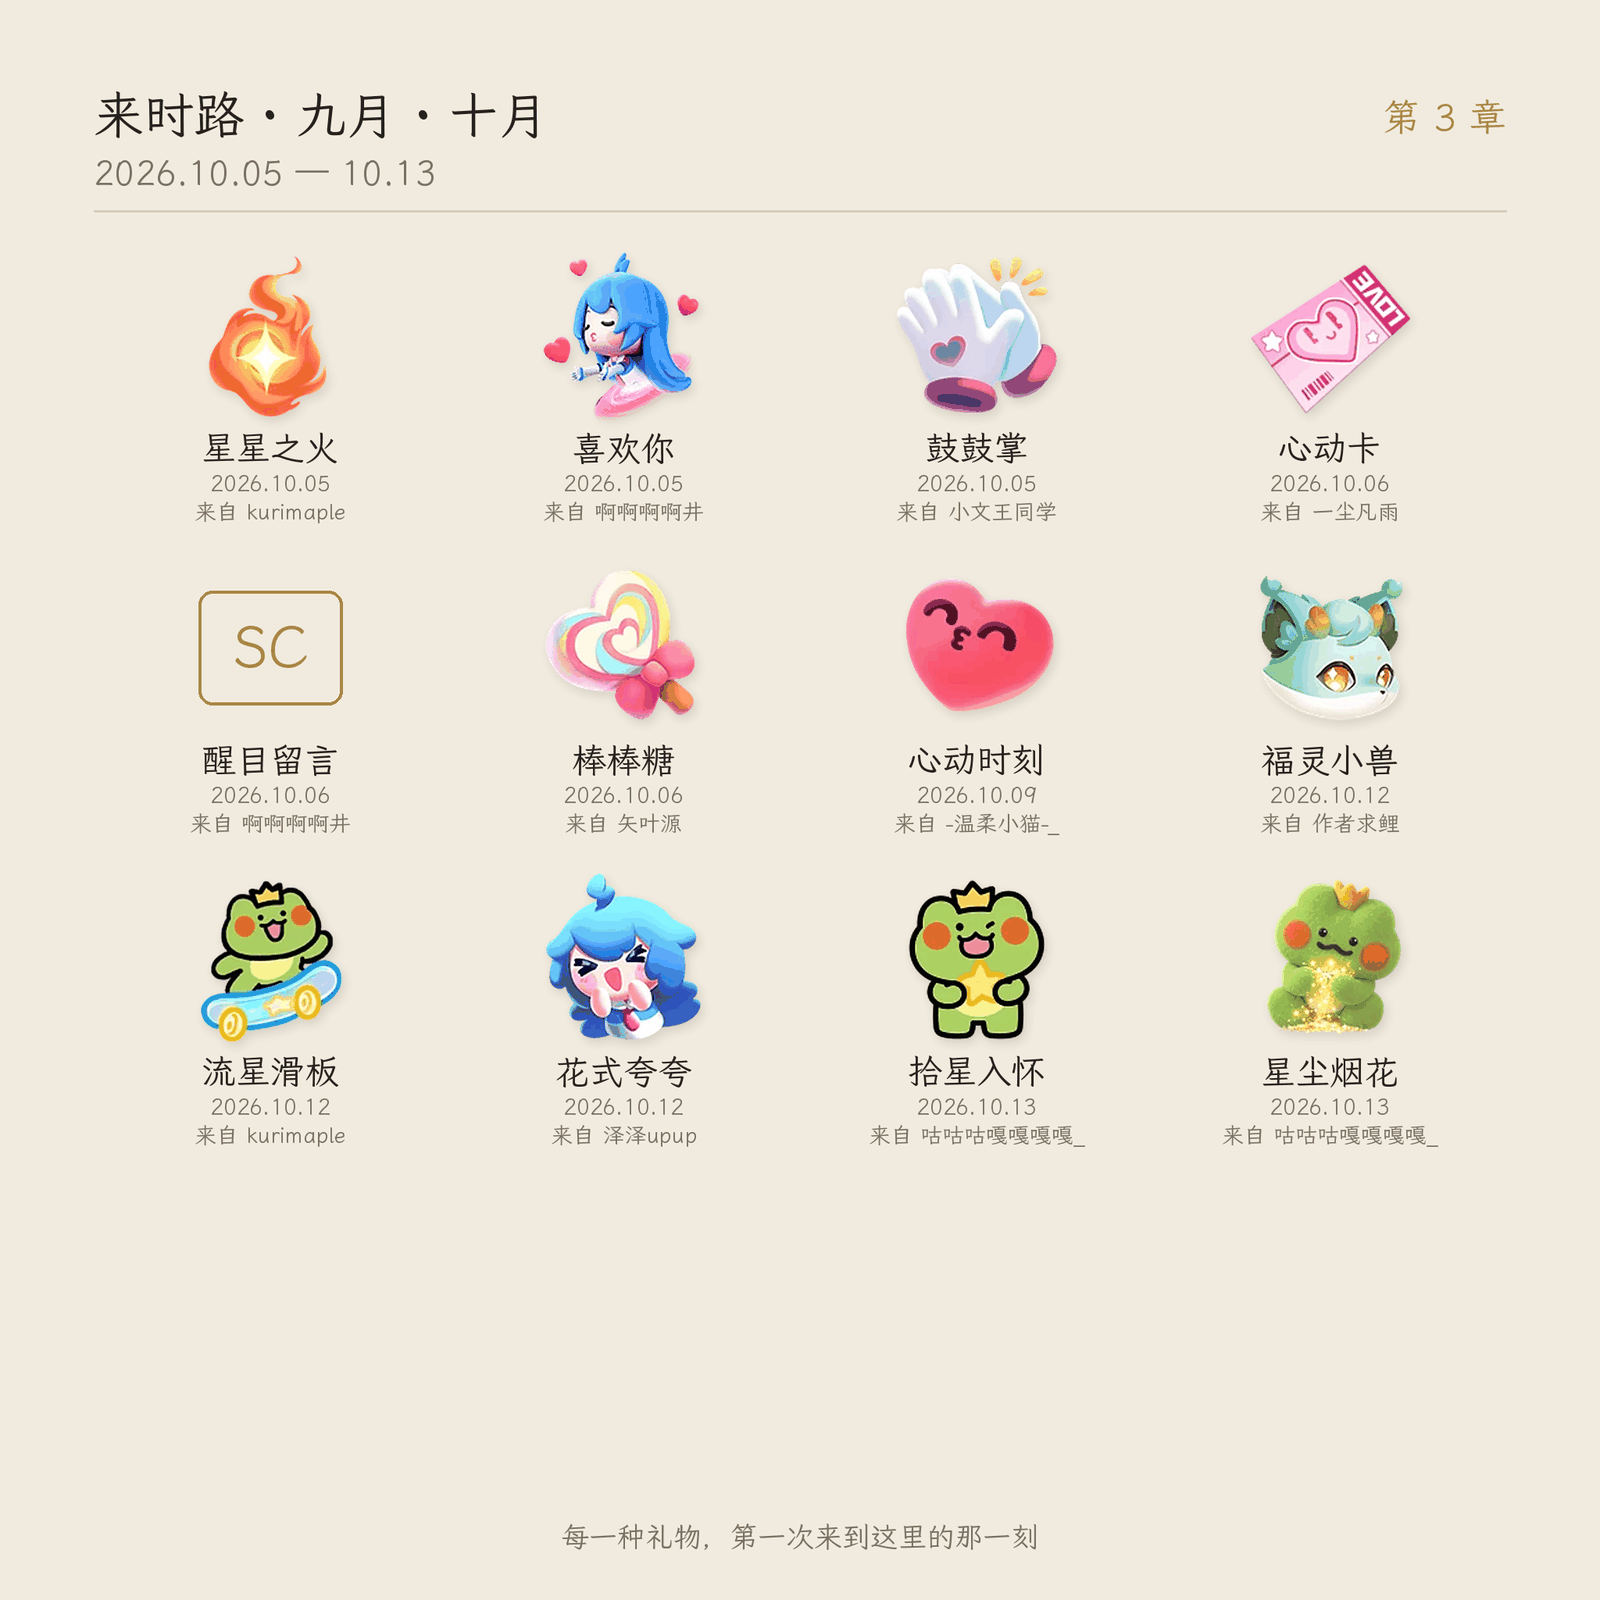 来时路·九月·十月
第 3 章
2026.10.05 — 10.13
LOVE
星星之火
2026.10.05
来自 kurimaple
喜欢你
2026.10.05
来自 啊啊啊啊井
鼓鼓掌
2026.10.05
来自 小文王同学
心动卡
2026.10.06
来自 一尘凡雨
SC
醒目留言
2026.10.06
来自 啊啊啊啊井
棒棒糖
2026.10.06
来自 矢叶源
心动时刻
2026.10.09
来自 -温柔小猫-_
福灵小兽
2026.10.12
来自 作者求鲤
流星滑板
2026.10.12
来自 kurimaple
花式夸夸
2026.10.12
来自 泽泽upup
拾星入怀
2026.10.13
来自 咕咕咕嘎嘎嘎嘎_
星尘烟花
2026.10.13
来自 咕咕咕嘎嘎嘎嘎_
每一种礼物，第一次来到这里的那一刻